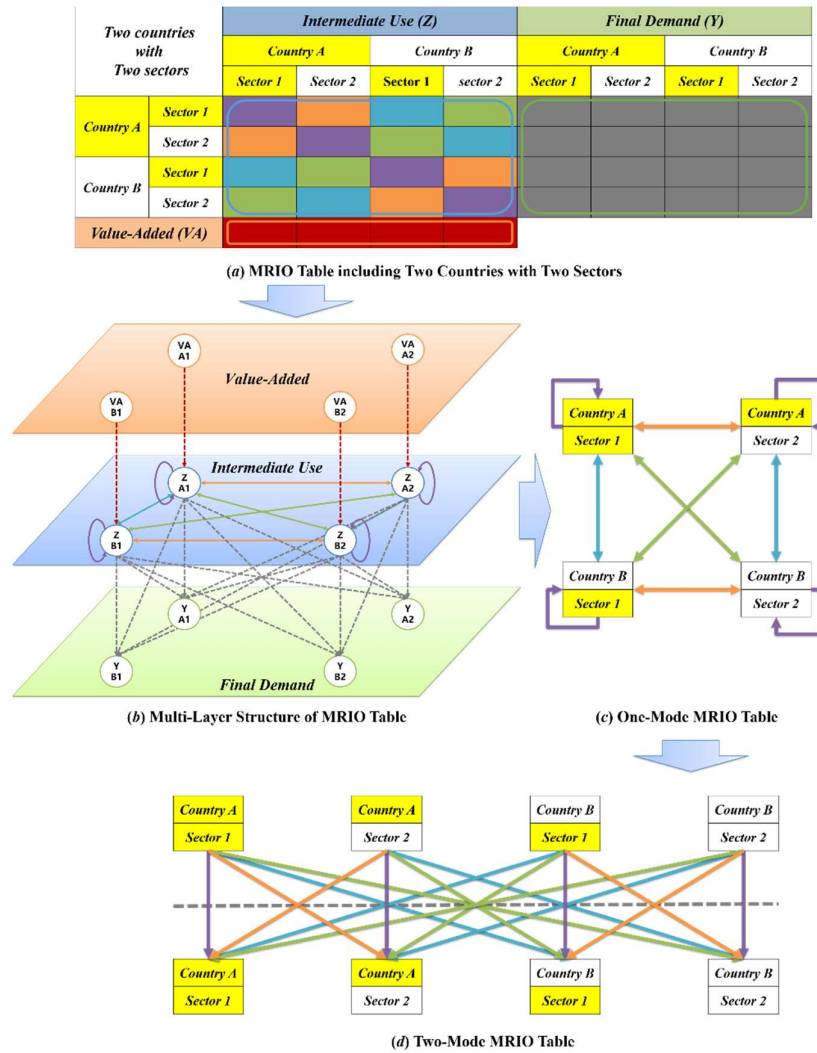 Two countries
with
Two sectors
Intermediate Use (Z)
Final Demand (Y)
Country A
Country B
Country A
Country B
Sector 1
Sector 2
Sector 1
sector 2
Sector 1
Sector 2
Sector 1
Sector 2
Country A
Sector 1
Sector 2
Country B
Sector 1
Sector 2
Value-Added (VA)
(a) MRIO Table including Two Countries with Two Sectors
VA
A1
VA
A2
Value-Added
VA
B1
VA
B2
Intermediate Use
Z
A1
Z
A2
Z
B1
Z
B2
Y
A1
Y
A2
Y
B1
Y
B2
Final Demand
(b) Multi-Layer Structure of MRIO Table
Country A
Sector 1
Country A
Sector 2
Country B
Sector 1
Country B
Sector 2
(c) One-Mode MRIO Table
Country A
Sector 1
Country A
Sector 2
Country B
Sector 1
Country B
Sector 2
Country A
Sector 1
Country A
Sector 2
Country B
Sector 1
Country B
Sector 2
(d) Two-Mode MRIO Table